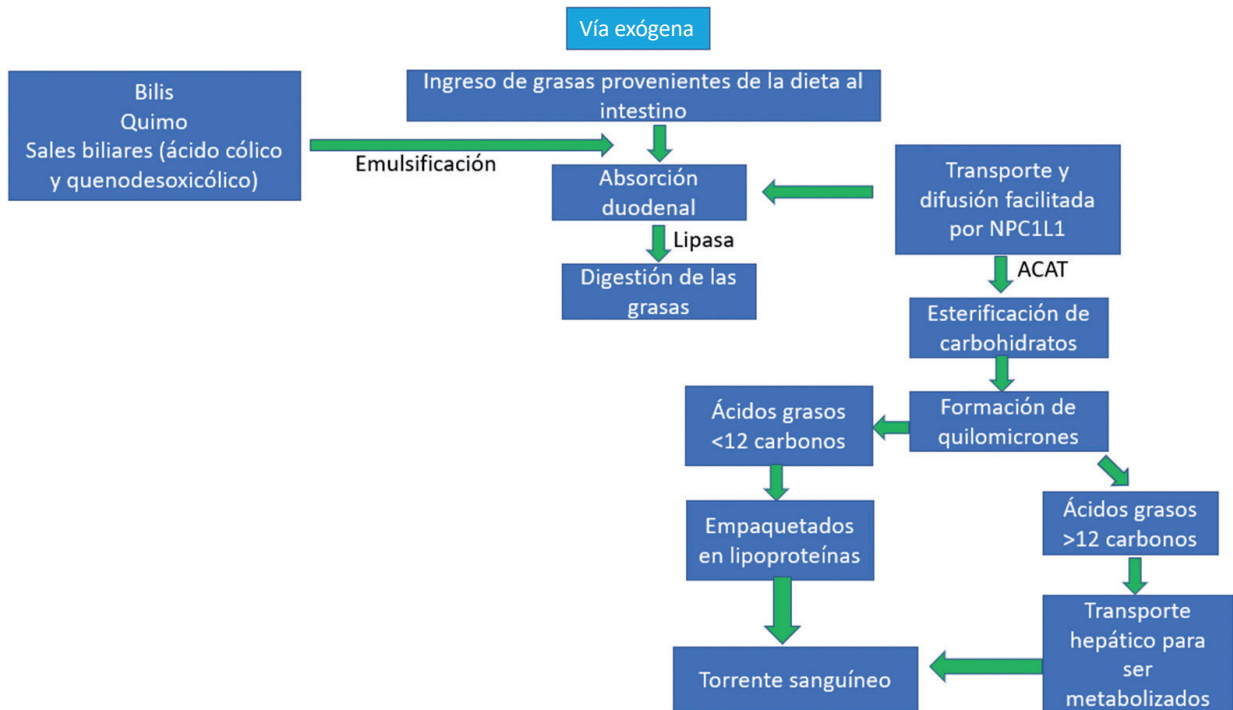 Vía exógena
Ingreso de grasas provenientes de la dieta al
intestino
Bilis
Quimo
Sales biliares (ácido cólico
y quenodesoxicólico)
Emulsificación
Absorción
duodenal
Transporte y
difusión facilitada
por NPC1L1
Lipasa
Digestión de las
grasas
ACAT
Esterificación de
carbohidratos
Formación de
quilomicrones
Ácidos grasos
<12 carbonos
Ácidos grasos
>12 carbonos
Empaquetados
en lipoproteínas
Transporte
hepático para
ser
metabolizados
Torrente sanguíneo